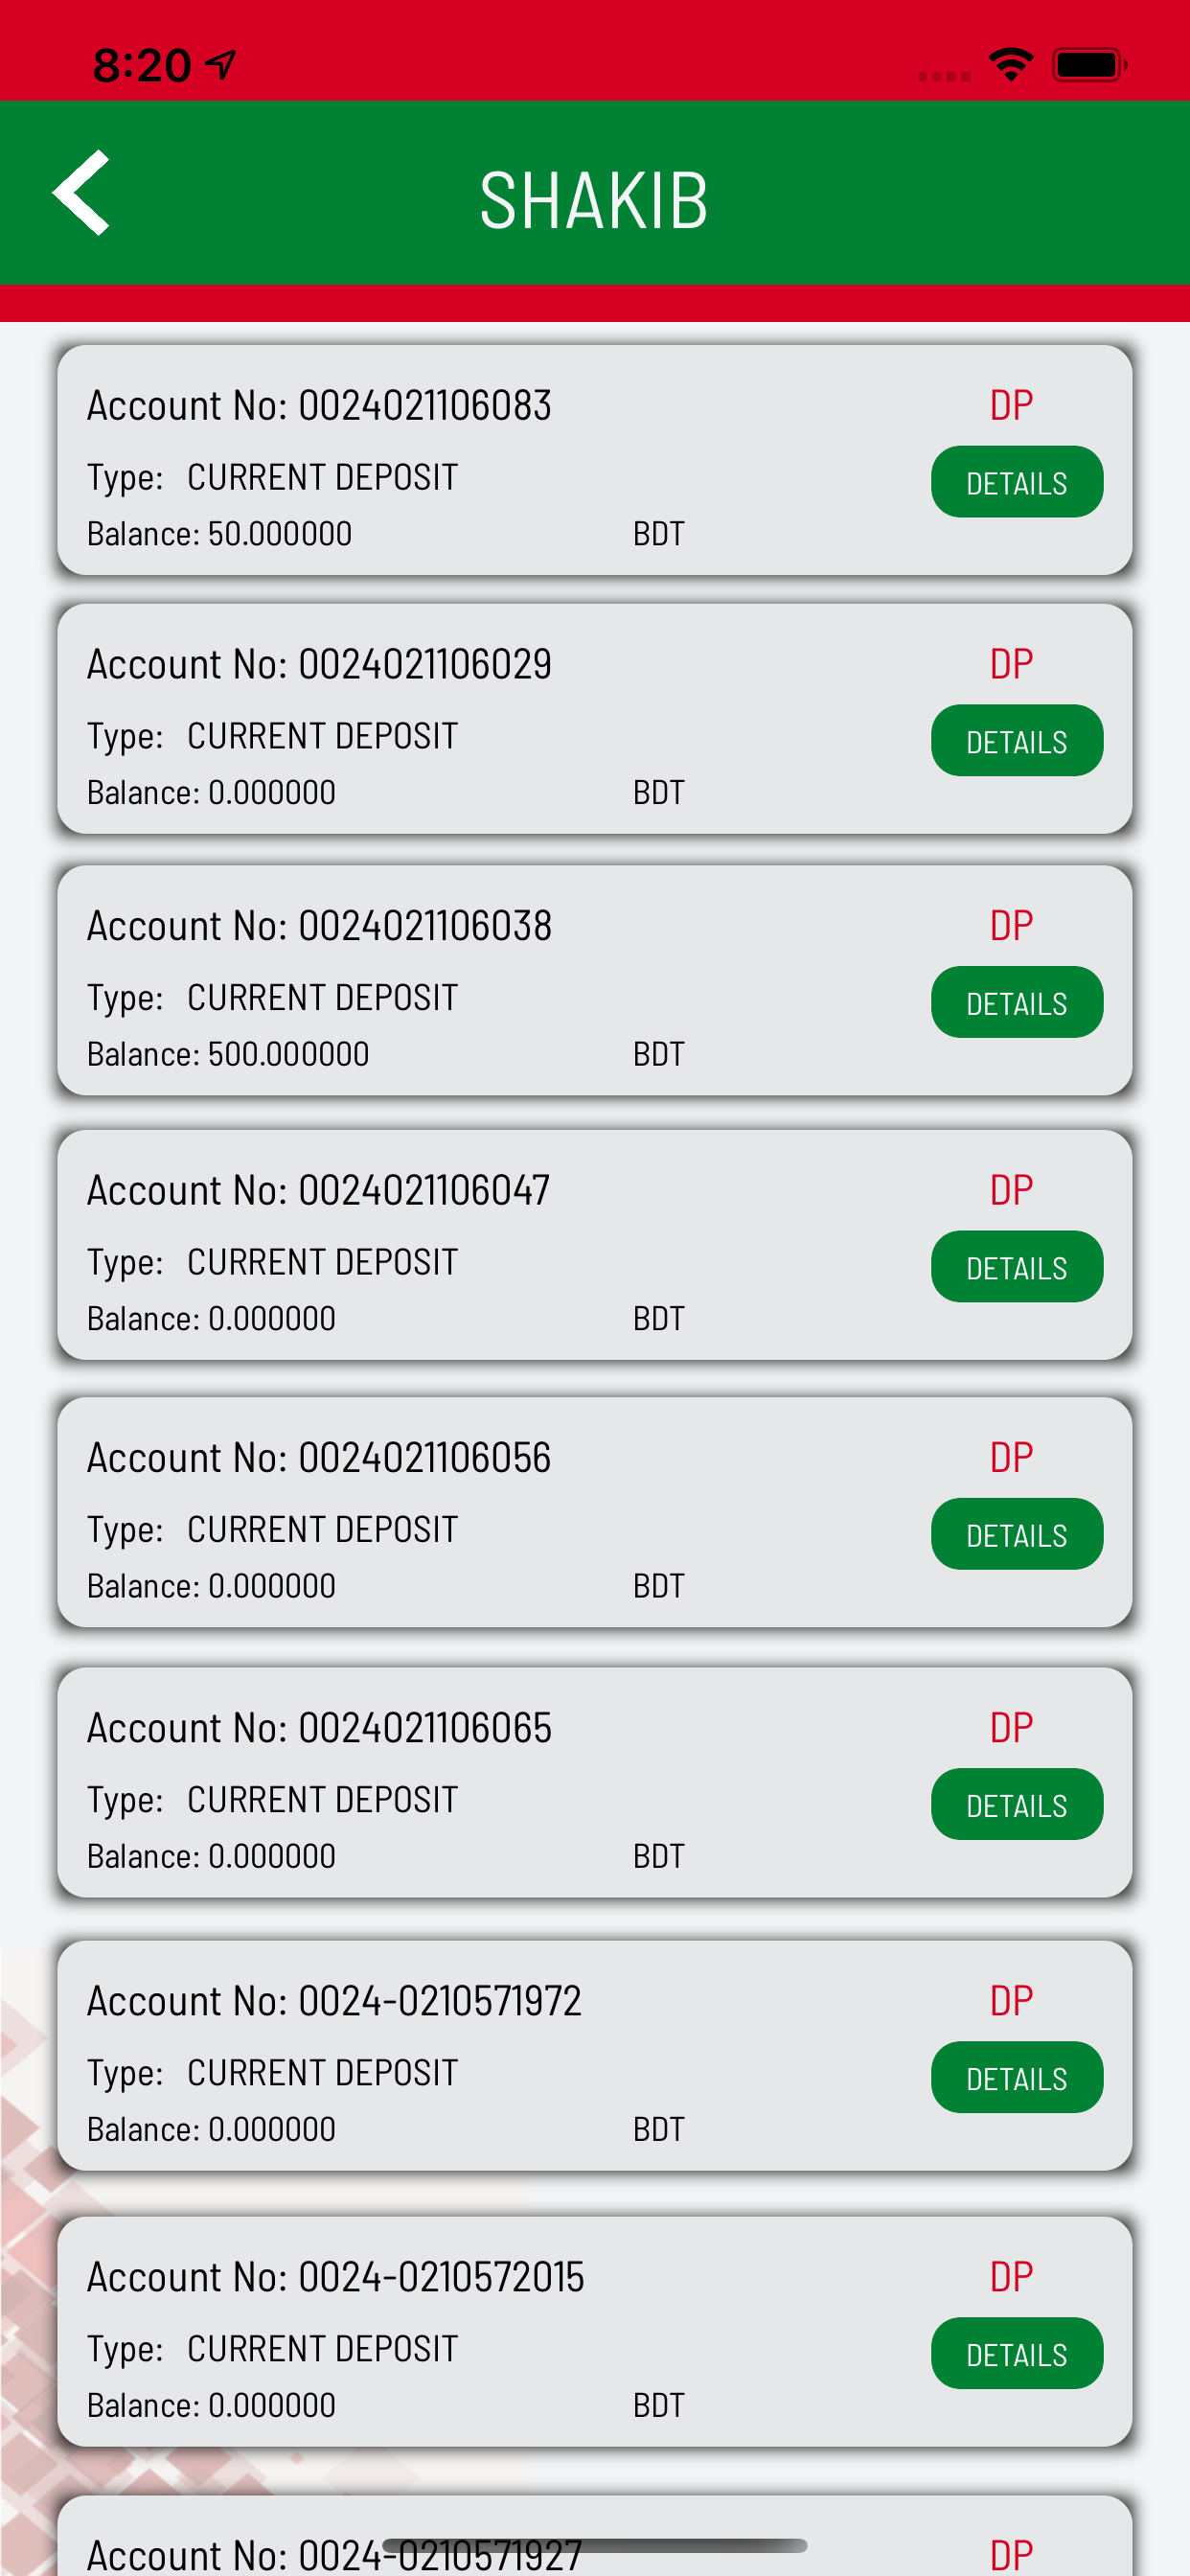 8:20
SHAKIB
Account No: 0024021106083 DP
Type: CURRENT DEPOSIT DETAILS
Balance: 50.000000 BDT
Account No: 0024021106029 DP
Type: CURRENT DEPOSIT DETAILS
Balance: 0.000000 BDT
Account No: 0024021106038 DP
Type: CURRENT DEPOSIT DETAILS
Balance: 500.000000 BDT
Account No: 0024021106047 DP
Type: CURRENT DEPOSIT DETAILS
Balance: 0.000000 BDT
Account No: 0024021106056 DP
Type: CURRENT DEPOSIT DETAILS
Balance: 0.000000 BDT
Account No: 0024021106065 DP
Type: CURRENT DEPOSIT DETAILS
Balance: 0.000000 BDT
Account No: 0024-0210571972 DP
Type: CURRENT DEPOSIT DETAILS
Balance: 0.000000 BDT
Account No: 0024-0210572015 DP
Type: CURRENT DEPOSIT DETAILS
Balance: 0.000000 BDT
Account No: 0024-0210571927 DP